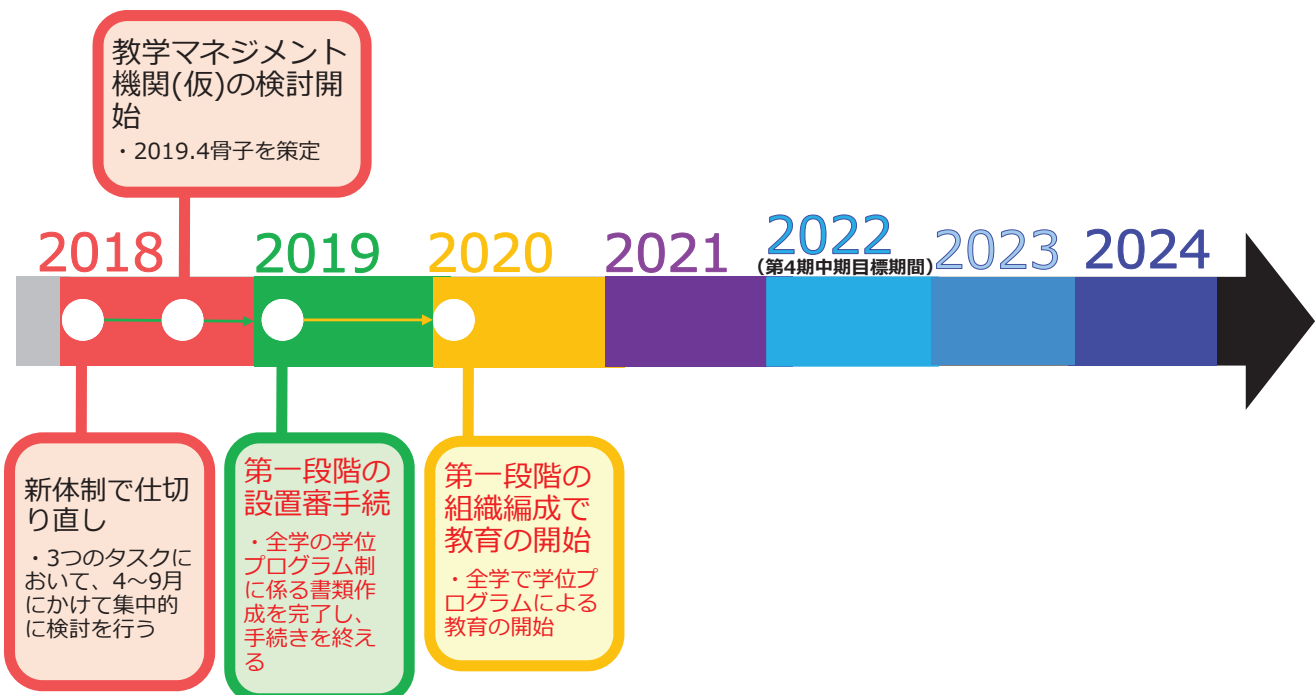 教学マネジメント
機関(仮)の検討開
始
・2019.4骨子を策定
2018
2019
2020
2021
2022
(第4期中期目標期間)
2023
2024
新体制で仕切
り直し
・3つのタスクに
おいて、4〜9月
にかけて集中的
に検討を行う
第一段階の
設置審手続
・全学の学位
プログラム制
に係る書類作
成を完了し、
手続きを終え
る
第一段階の
組織編成で
教育の開始
・全学で学位プ
ログラムによる
教育の開始